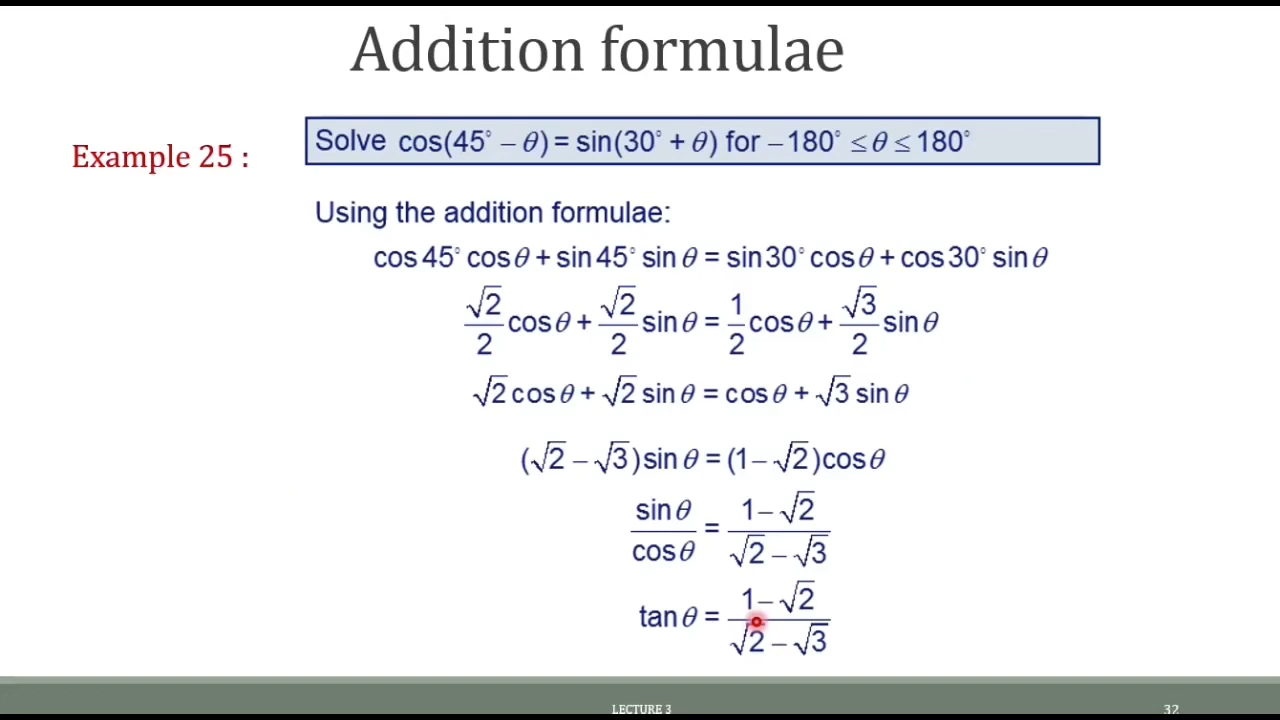 Addition formulae
Example 25 :
Solve cos(45° − θ) = sin(30° + θ) for −180° ≤ θ ≤ 180°
Using the addition formulae:
cos 45° cos θ + sin 45° sin θ = sin 30° cos θ + cos 30° sin θ
√2/2 cos θ + √2/2 sin θ = 1/2 cos θ + √3/2 sin θ
√2 cos θ + √2 sin θ = cos θ + √3 sin θ
(√2 − √3) sin θ = (1 − √2) cos θ
sin θ / cos θ = (1 − √2) / (√2 − √3)
tan θ = (1 − √2) / (√2 − √3)
LECTURE 3
32